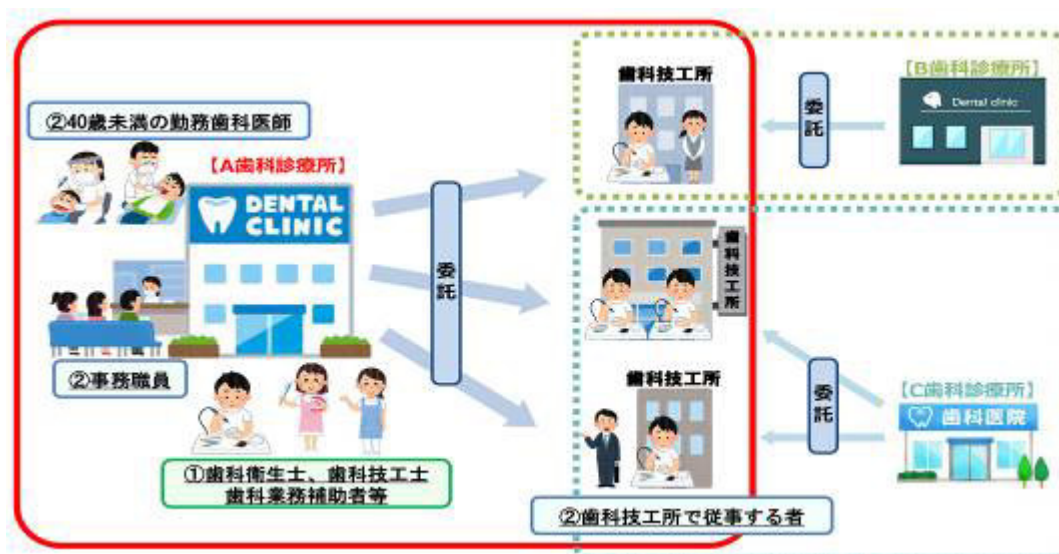 ②40歳未満の勤務歯科医師
【A歯科診療所】
DENTAL
CLINIC
②事務職員
①歯科衛生士、歯科技工士
歯科業務補助者等
委託
歯科技工所
委託
【B歯科診療所】
Dental clinic
歯科技工所
歯科技工所
委託
【C歯科診療所】
歯科医院
②歯科技工所で従事する者